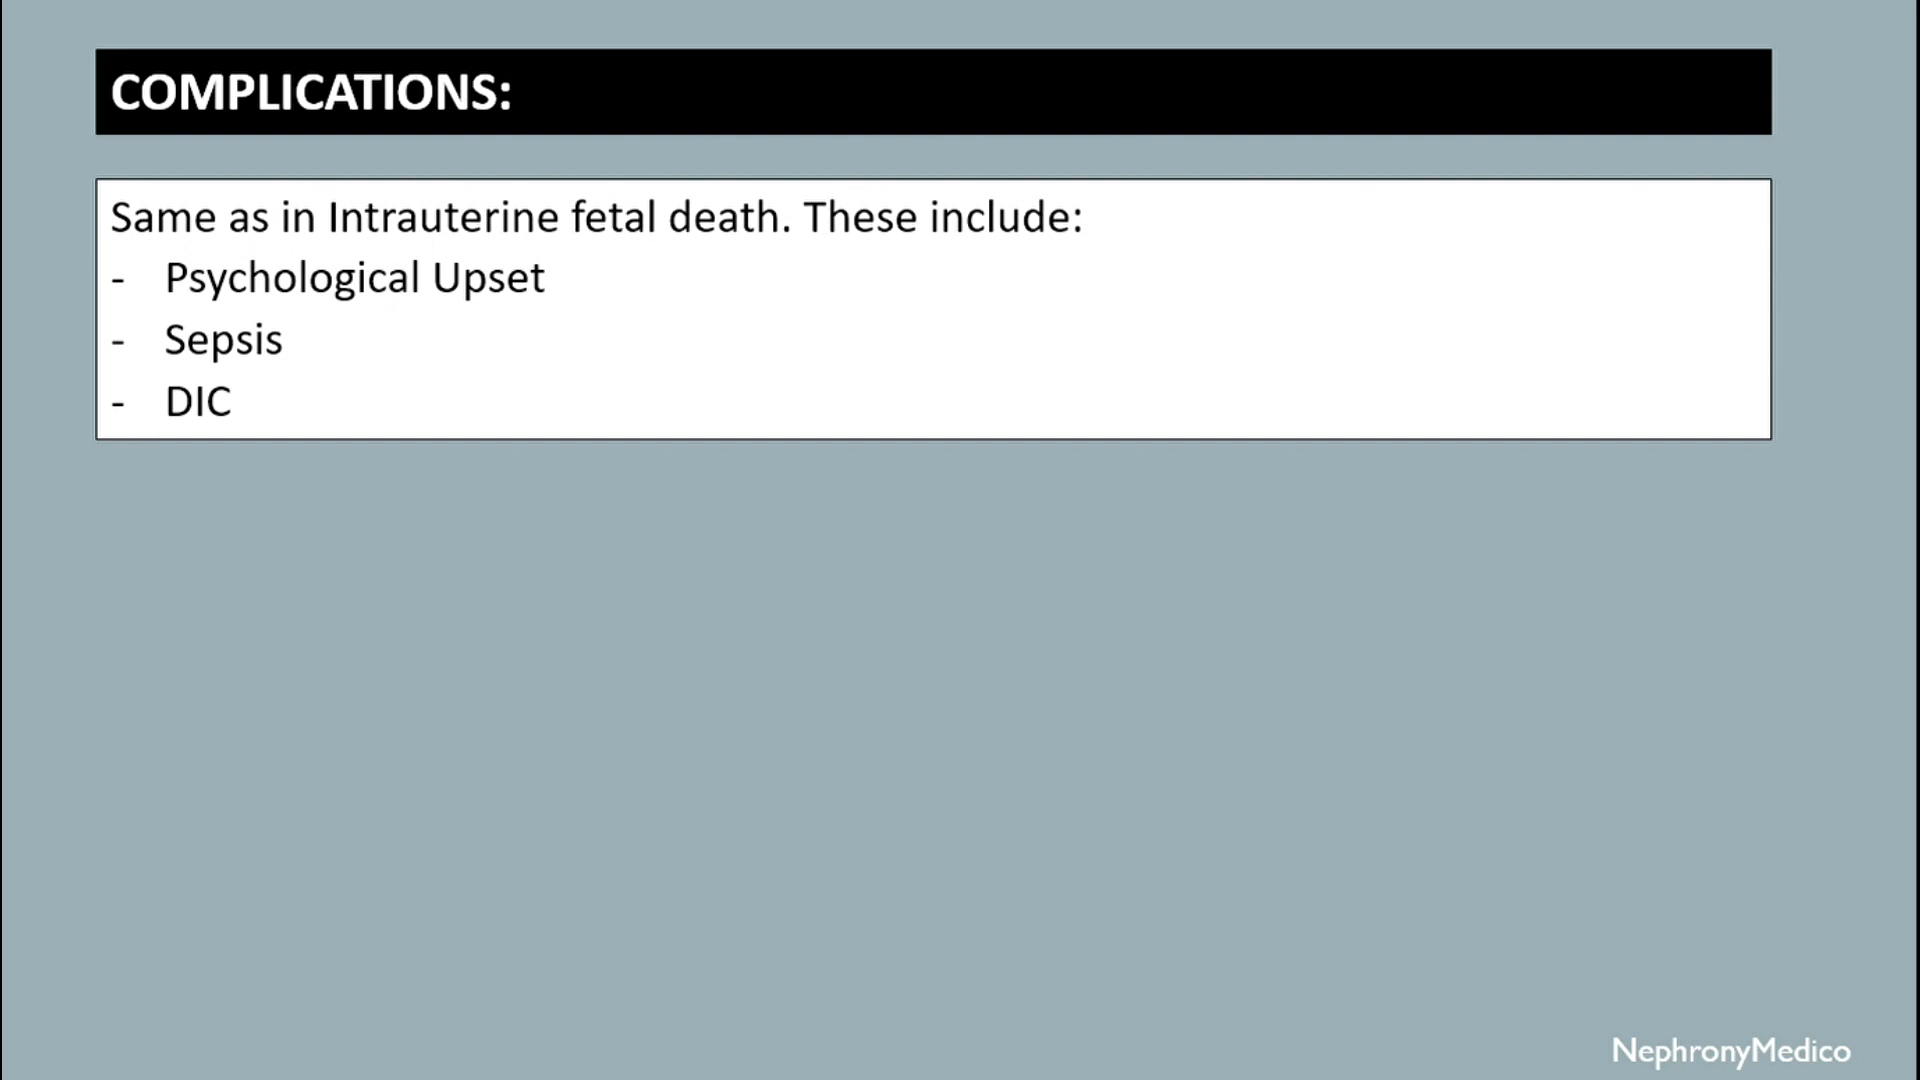 COMPLICATIONS:
Same as in Intrauterine fetal death. These include:
- Psychological Upset
- Sepsis
- DIC
NephronyMedico